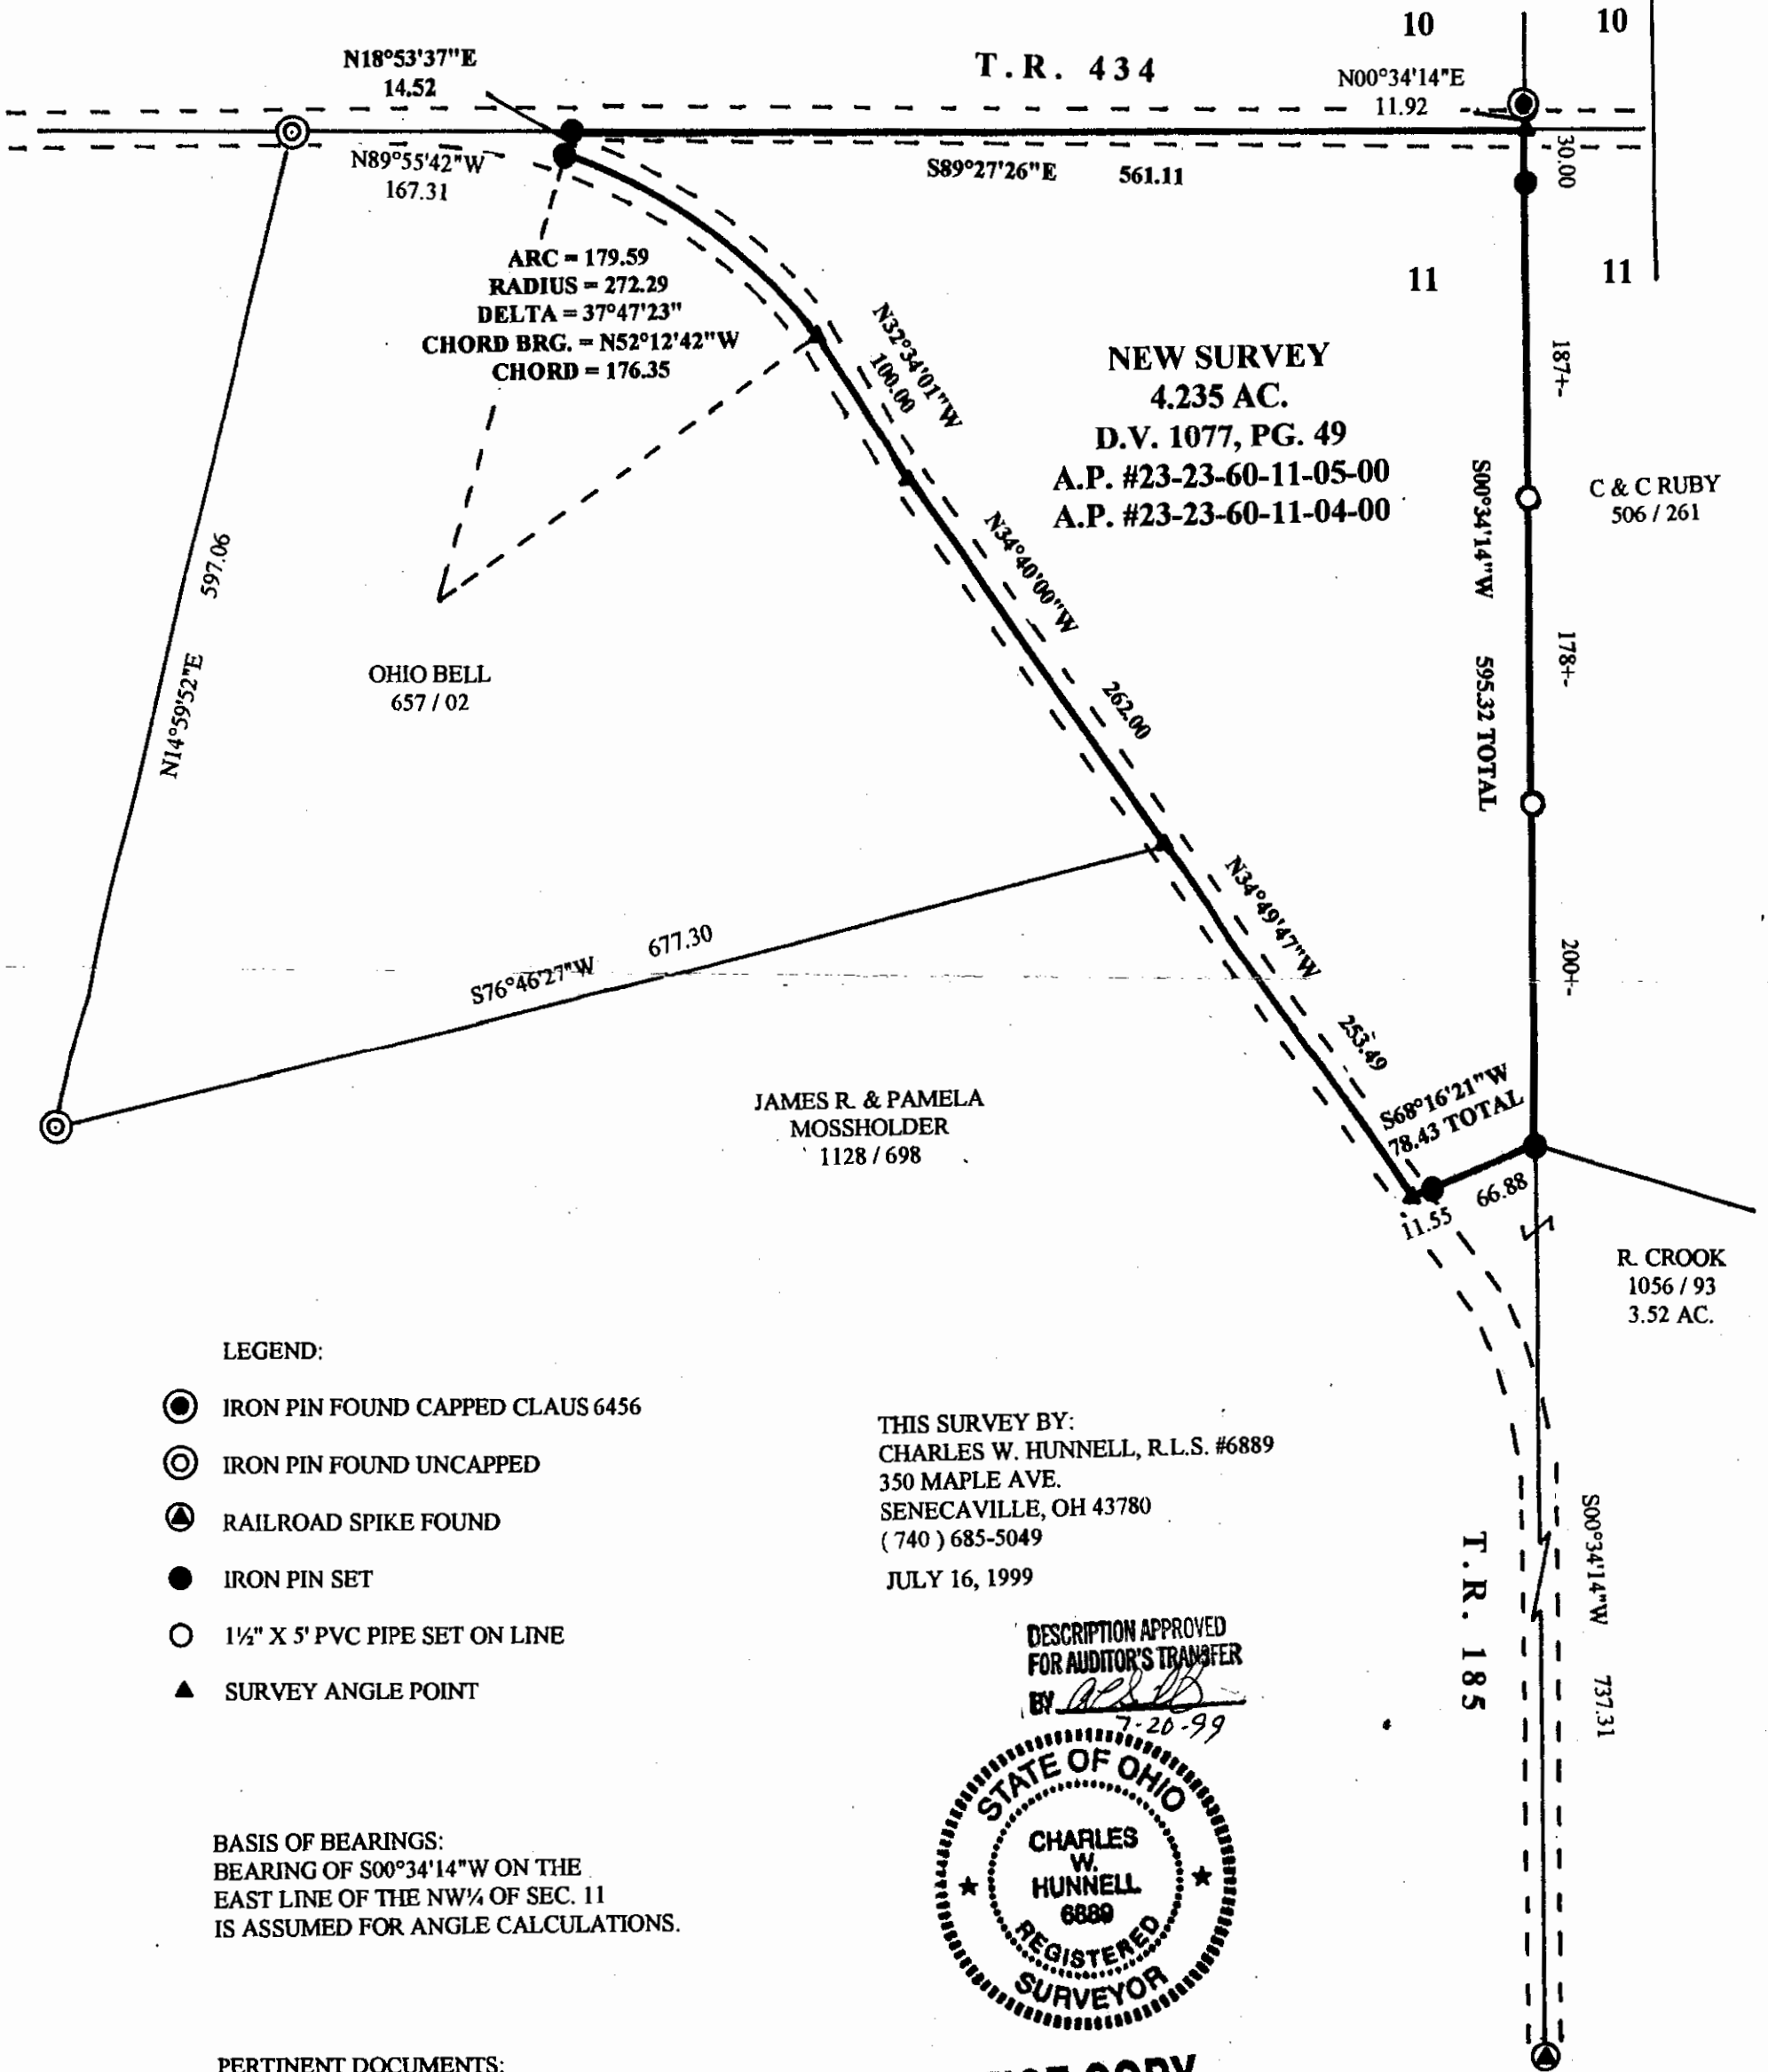 10
10
N18°53'37"E
14.52
T.R. 434
N00°34'14"E
11.92
N89°55'42"W
167.31
S89°27'26"E 561.11
30.00
ARC = 179.59
RADIUS = 272.29
DELTA = 37°47'23"
CHORD BRG. = N52°12'42"W
CHORD = 176.35
11
11
N32°34'01"W
100.00
NEW SURVEY
4.235 AC.
D.V. 1077, PG. 49
A.P. #23-23-60-11-05-00
A.P. #23-23-60-11-04-00
187+-
S00°34'14"W 595.32 TOTAL
C & C RUBY
506 / 261
N14°59'52"E 597.06
N34°40'00"W 262.00
178+-
OHIO BELL
657 / 02
N34°49'47"W 253.49
200+-
S76°46'27"W 677.30
S68°16'21"W
78.43 TOTAL
JAMES R. & PAMELA
MOSSHOLDER
1128 / 698
66.88
11.55
R. CROOK
1056 / 93
3.52 AC.
LEGEND:
IRON PIN FOUND CAPPED CLAUS 6456
IRON PIN FOUND UNCAPPED
RAILROAD SPIKE FOUND
IRON PIN SET
1½" X 5' PVC PIPE SET ON LINE
SURVEY ANGLE POINT
THIS SURVEY BY:
CHARLES W. HUNNELL, R.L.S. #6889
350 MAPLE AVE.
SENECAVILLE, OH 43780
( 740 ) 685-5049
JULY 16, 1999
T.R. 185
S00°34'14"W 737.31
DESCRIPTION APPROVED
FOR AUDITOR'S TRANSFER
BY
7-20-99
STATE OF OHIO
CHARLES
W.
HUNNELL
6889
REGISTERED
SURVEYOR
BASIS OF BEARINGS:
BEARING OF S00°34'14"W ON THE
EAST LINE OF THE NW¼ OF SEC. 11
IS ASSUMED FOR ANGLE CALCULATIONS.
PERTINENT DOCUMENTS:
COPY